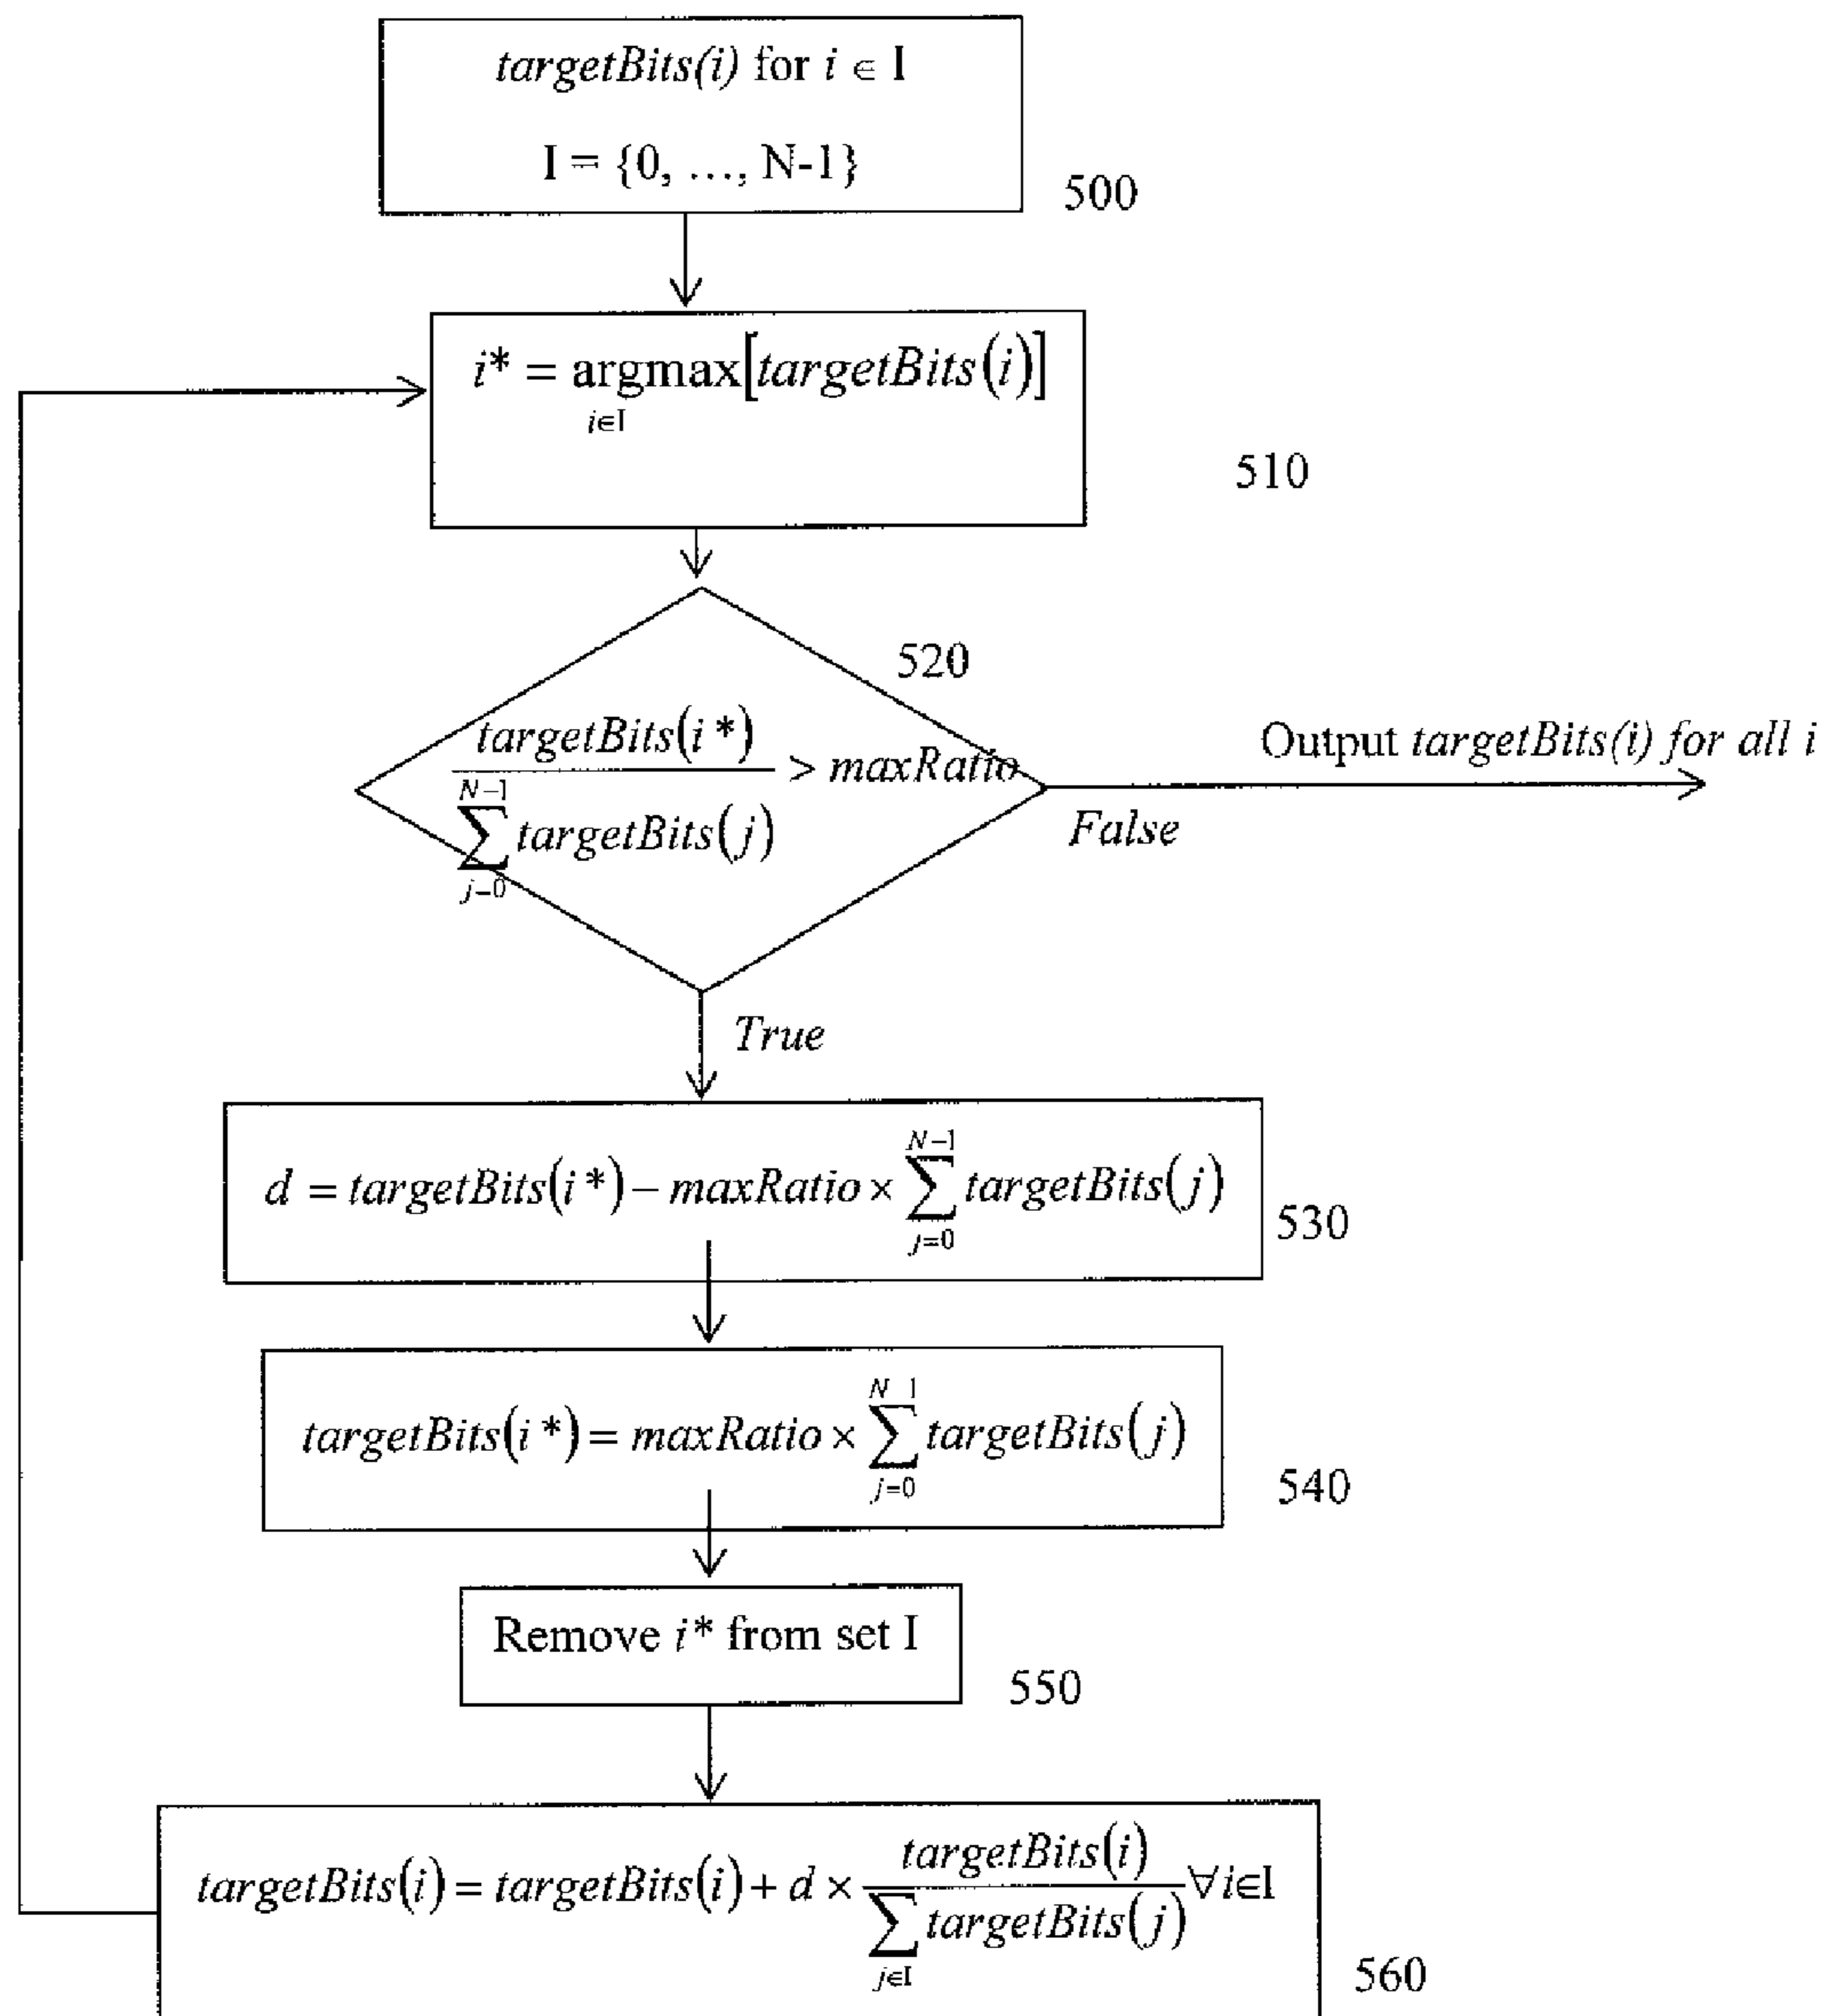 targetBits(i) for i ∈ I
I = {0, ..., N-1}
500
i* = argmax[targetBits(i)]
i∈I
510
520
targetBits(i*)
> maxRatio
N−1
∑ targetBits(j)
j=0
Output targetBits(i) for all i
False
True
N−1
d = targetBits(i*) − maxRatio × ∑ targetBits(j)
j=0
530
N−1
targetBits(i*) = maxRatio × ∑ targetBits(j)
j=0
540
Remove i* from set I
550
targetBits(i)
targetBits(i) = targetBits(i) + d × ∀i∈I
∑ targetBits(j)
j∈I
560